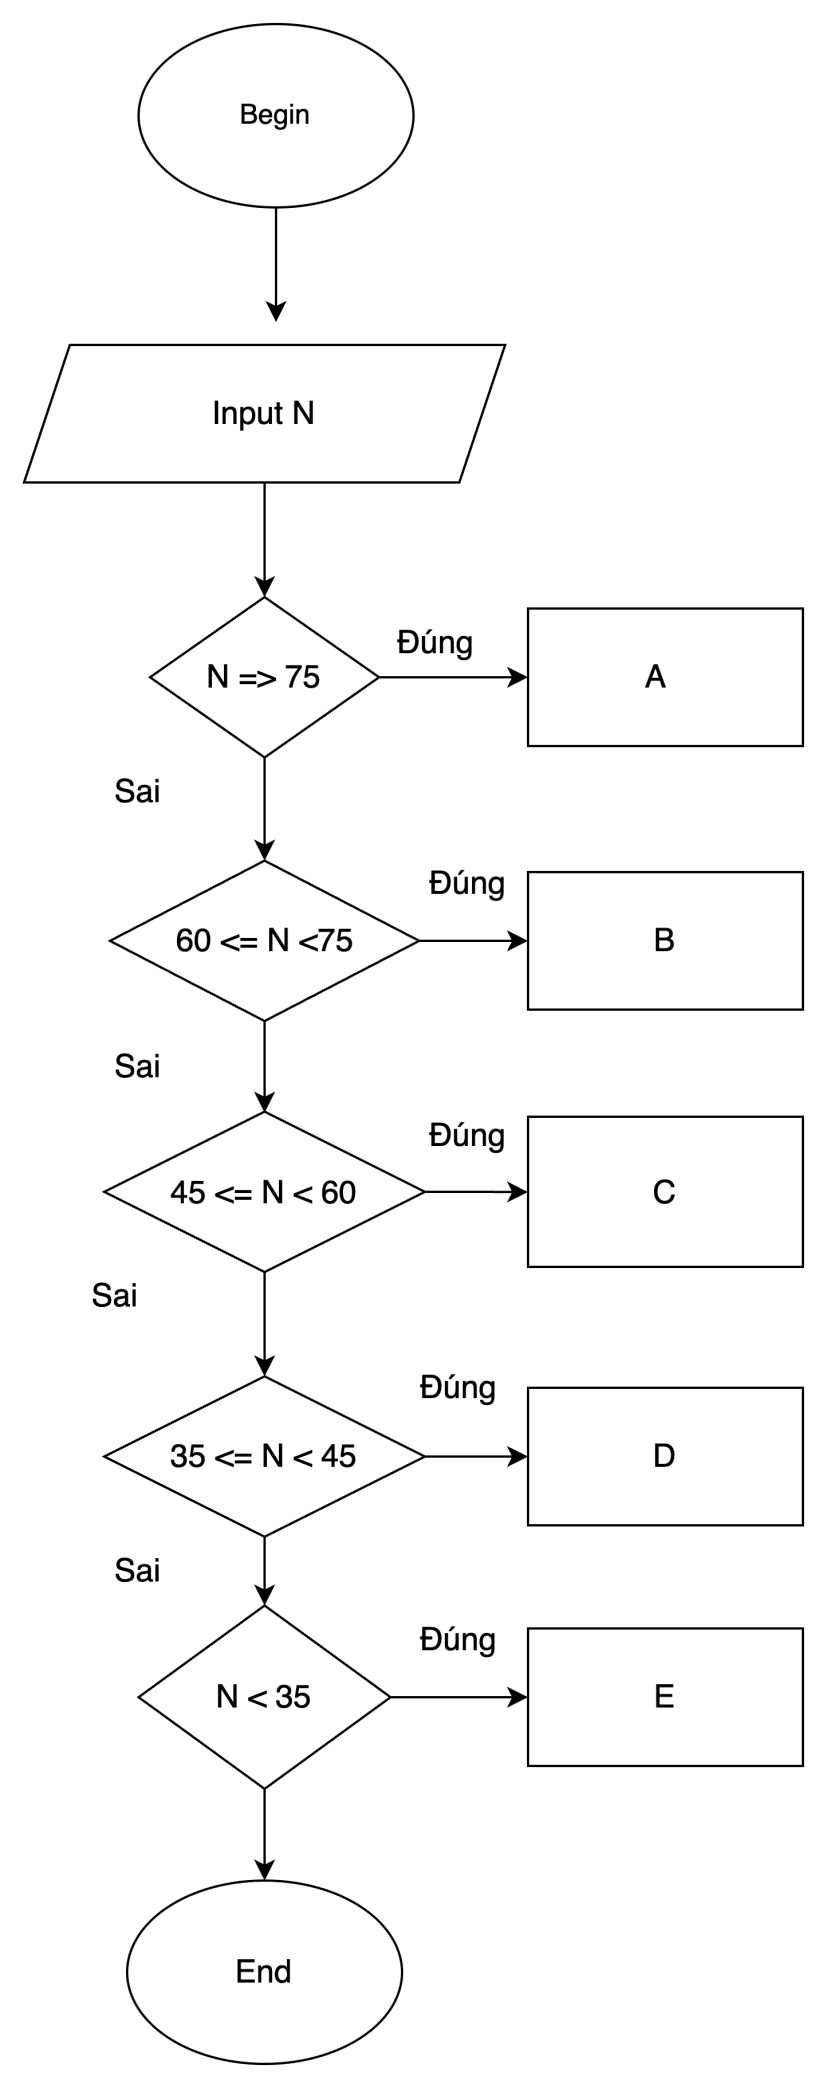 Begin
Input N
N => 75
Đúng
A
Sai
60 <= N <75
Đúng
B
Sai
45 <= N < 60
Đúng
C
Sai
35 <= N < 45
Đúng
D
Sai
N < 35
Đúng
E
End